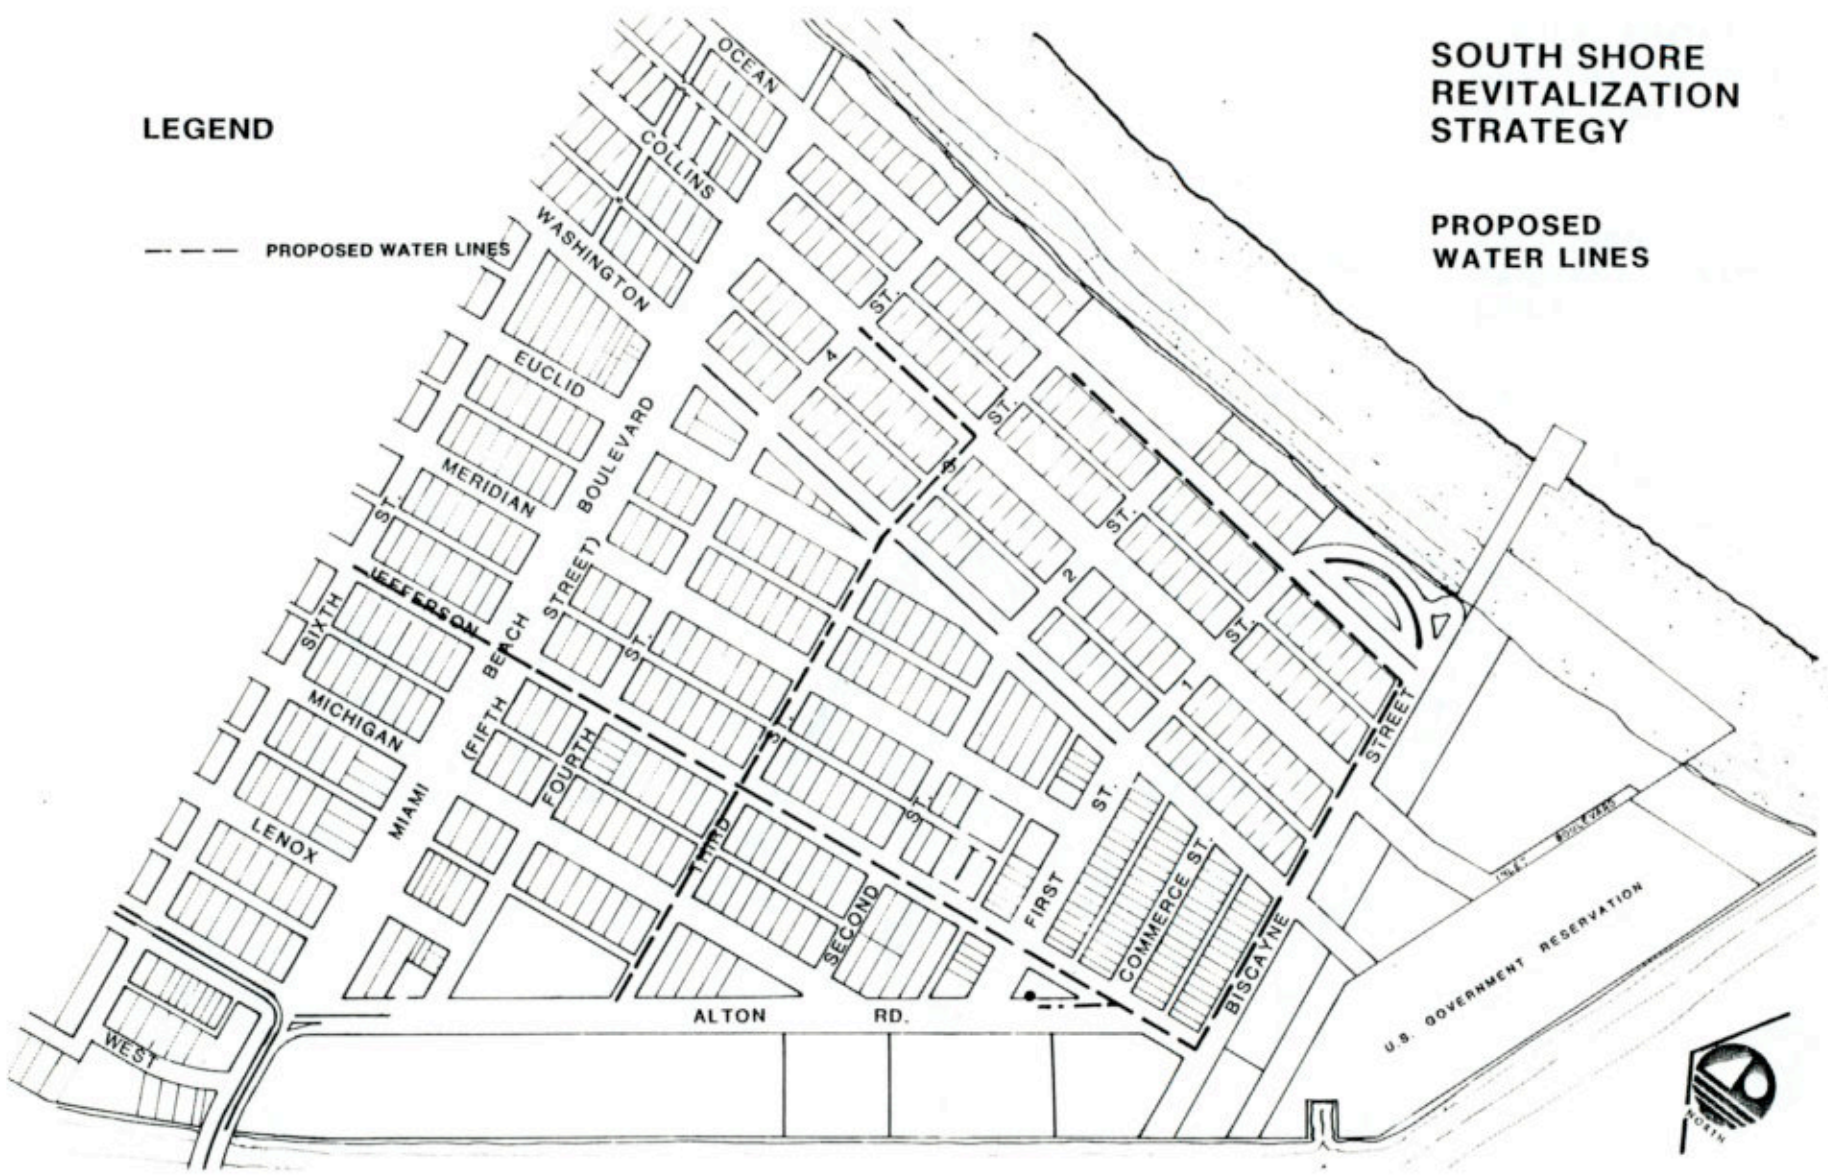 SOUTH SHORE
REVITALIZATION
STRATEGY
PROPOSED
WATER LINES
LEGEND
PROPOSED WATER LINES
OCEAN
COLLINS
WASHINGTON
EUCLID
MERIDIAN
JEFFERSON
MICHIGAN
LENOX
WEST
SIXTH
ST.
MIAMI
BEACH
BOULEVARD
(FIFTH
STREET)
FOURTH
ST.
4
ST.
THIRD
ST.
3
ST.
SECOND
ST.
2
ST.
FIRST
ST.
1
ST.
COMMERCE ST.
BISCAYNE
STREET
ALTON
RD.
BOULEVARD
U.S. GOVERNMENT RESERVATION
NORTH